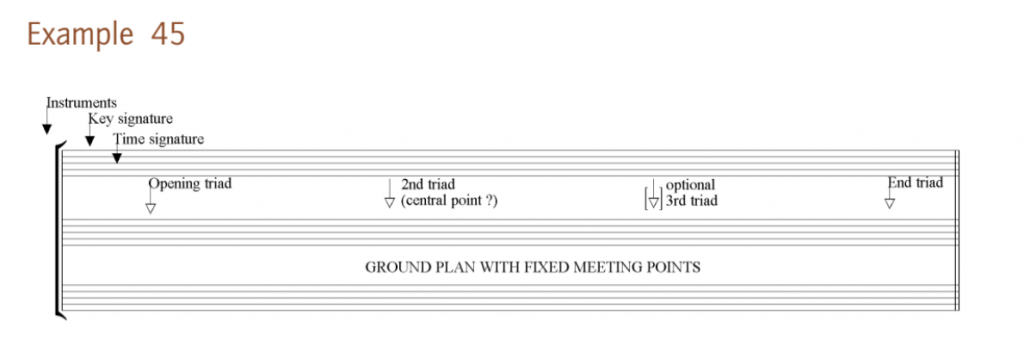 Example 45
Instruments
Key signature
Time signature
Opening triad
2nd triad
(central point ?)
optional
3rd triad
End triad
GROUND PLAN WITH FIXED MEETING POINTS